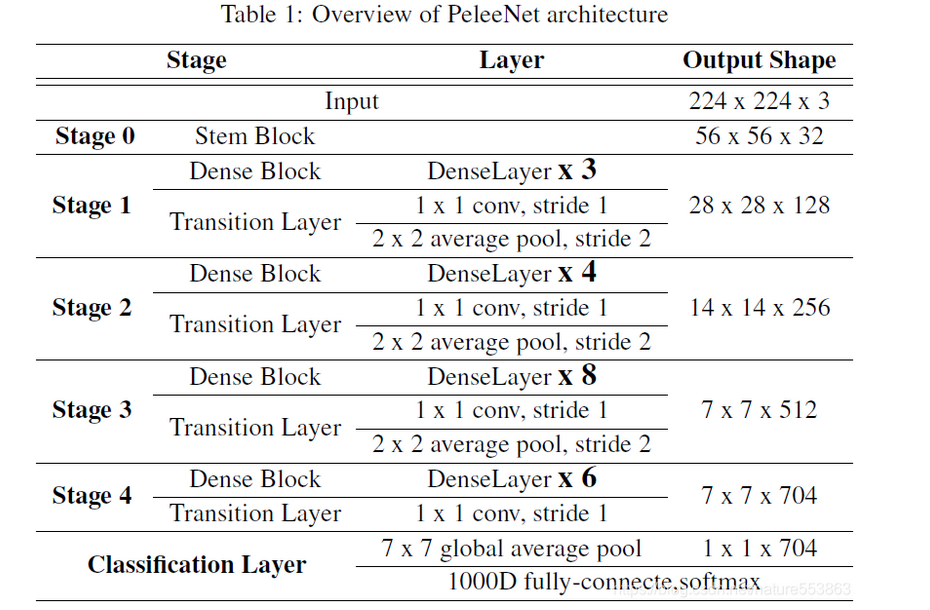 Table 1: Overview of PeleeNet architecture
Stage Layer Output Shape
Input 224 x 224 x 3
Stage 0 Stem Block 56 x 56 x 32
Dense Block DenseLayer x 3
Stage 1 Transition Layer 1 x 1 conv, stride 1 28 x 28 x 128
2 x 2 average pool, stride 2
Dense Block DenseLayer x 4
Stage 2 Transition Layer 1 x 1 conv, stride 1 14 x 14 x 256
2 x 2 average pool, stride 2
Dense Block DenseLayer x 8
Stage 3 Transition Layer 1 x 1 conv, stride 1 7 x 7 x 512
2 x 2 average pool, stride 2
Stage 4 Dense Block DenseLayer x 6 7 x 7 x 704
Transition Layer 1 x 1 conv, stride 1
Classification Layer 7 x 7 global average pool 1 x 1 x 704
1000D fully-connecte,softmax